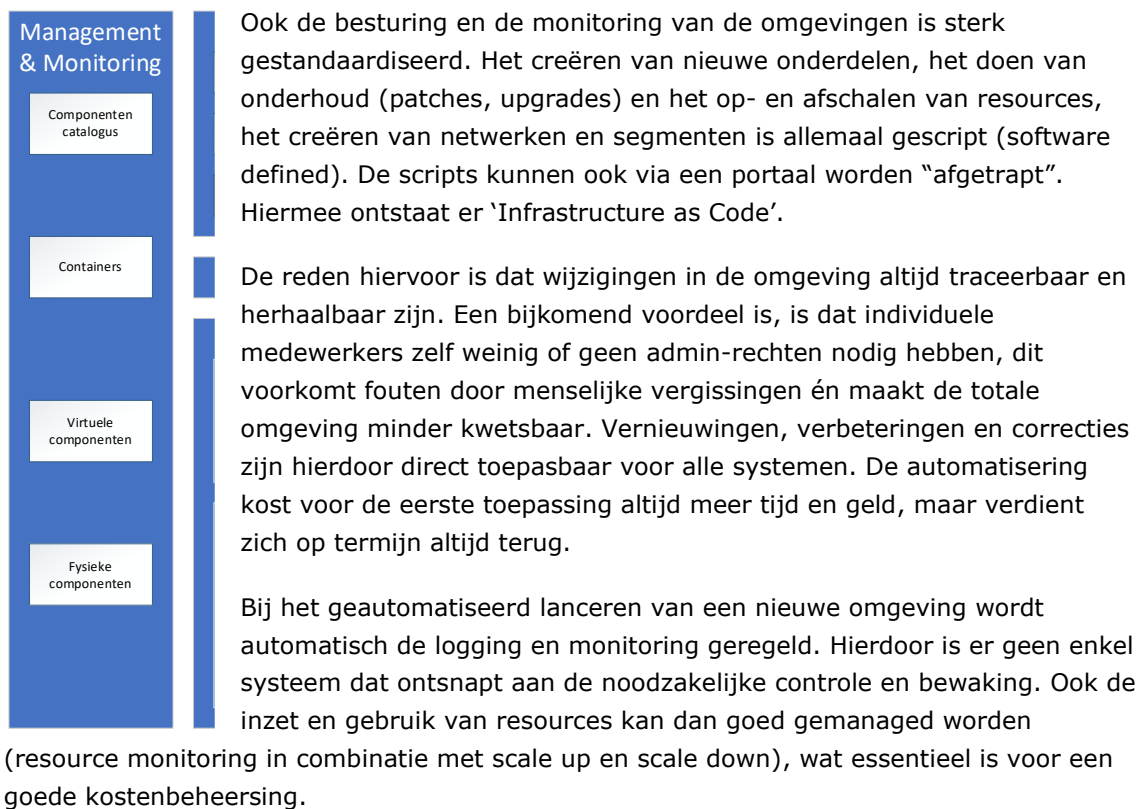 Management
& Monitoring
Componenten
catalogus
Containers
Virtuele
componenten
Fysieke
componenten
Ook de besturing en de monitoring van de omgevingen is sterk
gestandaardiseerd. Het creëren van nieuwe onderdelen, het doen van
onderhoud (patches, upgrades) en het op- en afschalen van resources,
het creëren van netwerken en segmenten is allemaal gescript (software
defined). De scripts kunnen ook via een portaal worden “afgetrapt”.
Hiermee ontstaat er ‘Infrastructure as Code’.
De reden hiervoor is dat wijzigingen in de omgeving altijd traceerbaar en
herhaalbaar zijn. Een bijkomend voordeel is, is dat individuele
medewerkers zelf weinig of geen admin-rechten nodig hebben, dit
voorkomt fouten door menselijke vergissingen én maakt de totale
omgeving minder kwetsbaar. Vernieuwingen, verbeteringen en correcties
zijn hierdoor direct toepasbaar voor alle systemen. De automatisering
kost voor de eerste toepassing altijd meer tijd en geld, maar verdient
zich op termijn altijd terug.
Bij het geautomatiseerd lanceren van een nieuwe omgeving wordt
automatisch de logging en monitoring geregeld. Hierdoor is er geen enkel
systeem dat ontsnapt aan de noodzakelijke controle en bewaking. Ook de
inzet en gebruik van resources kan dan goed gemanaged worden
(resource monitoring in combinatie met scale up en scale down), wat essentieel is voor een
goede kostenbeheersing.